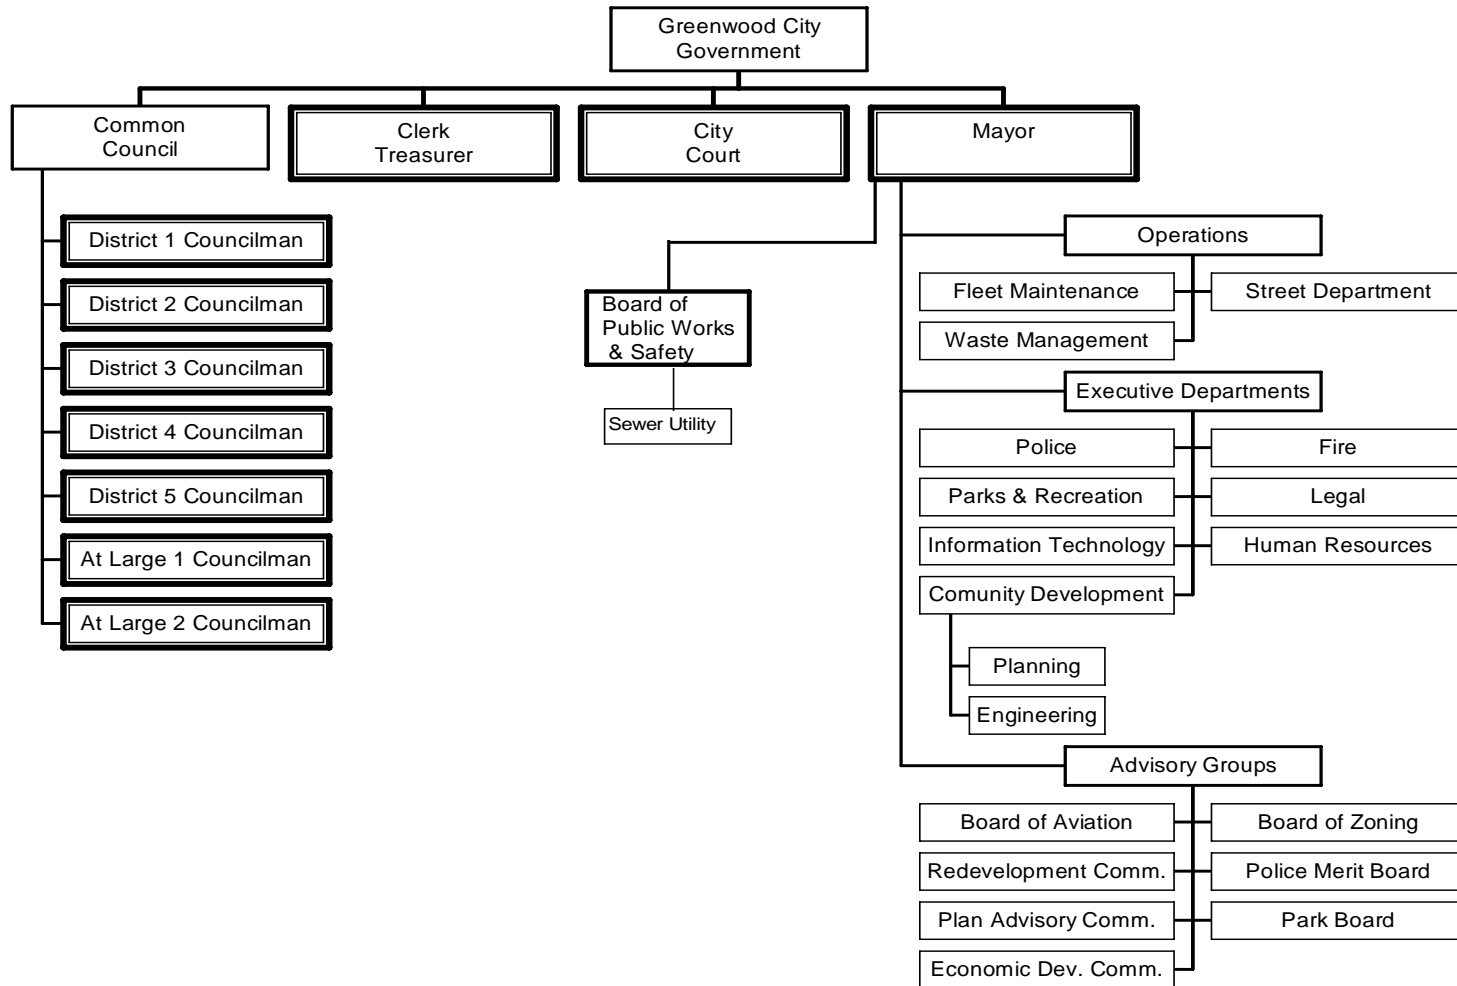 Greenwood City
Government
Common
Council
Clerk
Treasurer
City
Court
Mayor
District 1 Councilman
District 2 Councilman
District 3 Councilman
District 4 Councilman
District 5 Councilman
At Large 1 Councilman
At Large 2 Councilman
Board of
Public Works
& Safety
Sewer Utility
Operations
Fleet Maintenance
Street Department
Waste Management
Executive Departments
Police
Fire
Parks & Recreation
Legal
Information Technology
Human Resources
Comunity Development
Planning
Engineering
Advisory Groups
Board of Aviation
Board of Zoning
Redevelopment Comm.
Police Merit Board
Plan Advisory Comm.
Park Board
Economic Dev. Comm.